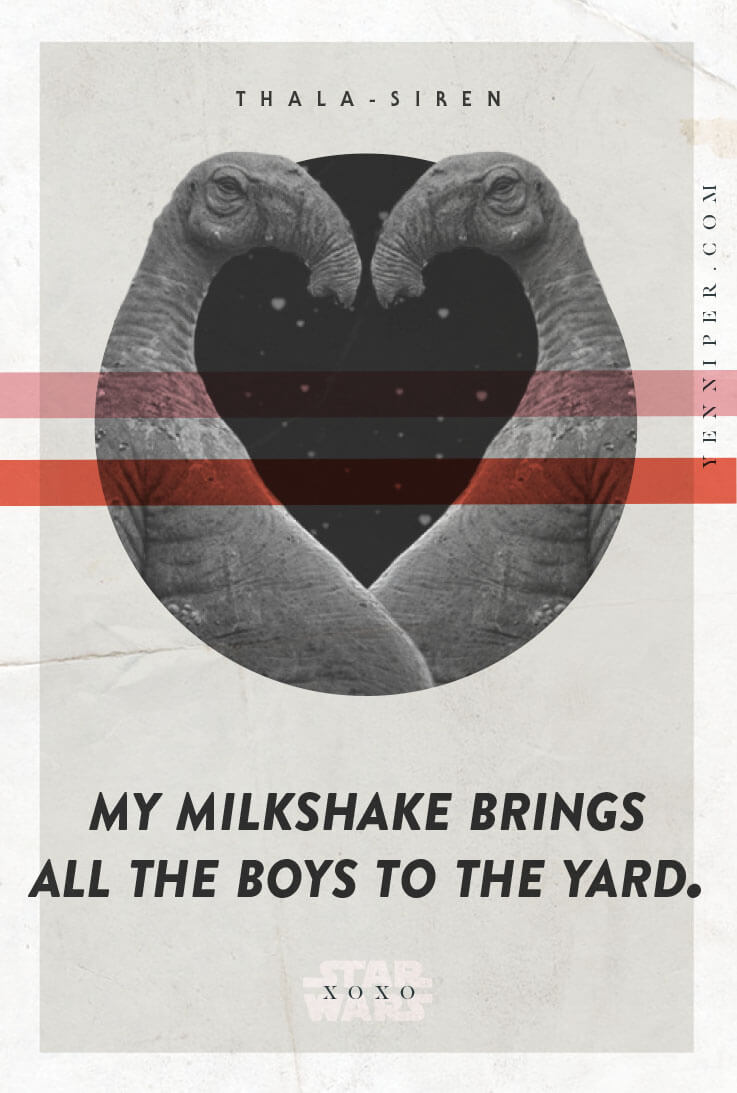 THALA-SIREN
YENNIPER.COM
MY MILKSHAKE BRINGS
ALL THE BOYS TO THE YARD.
STAR
XOXO
WARS